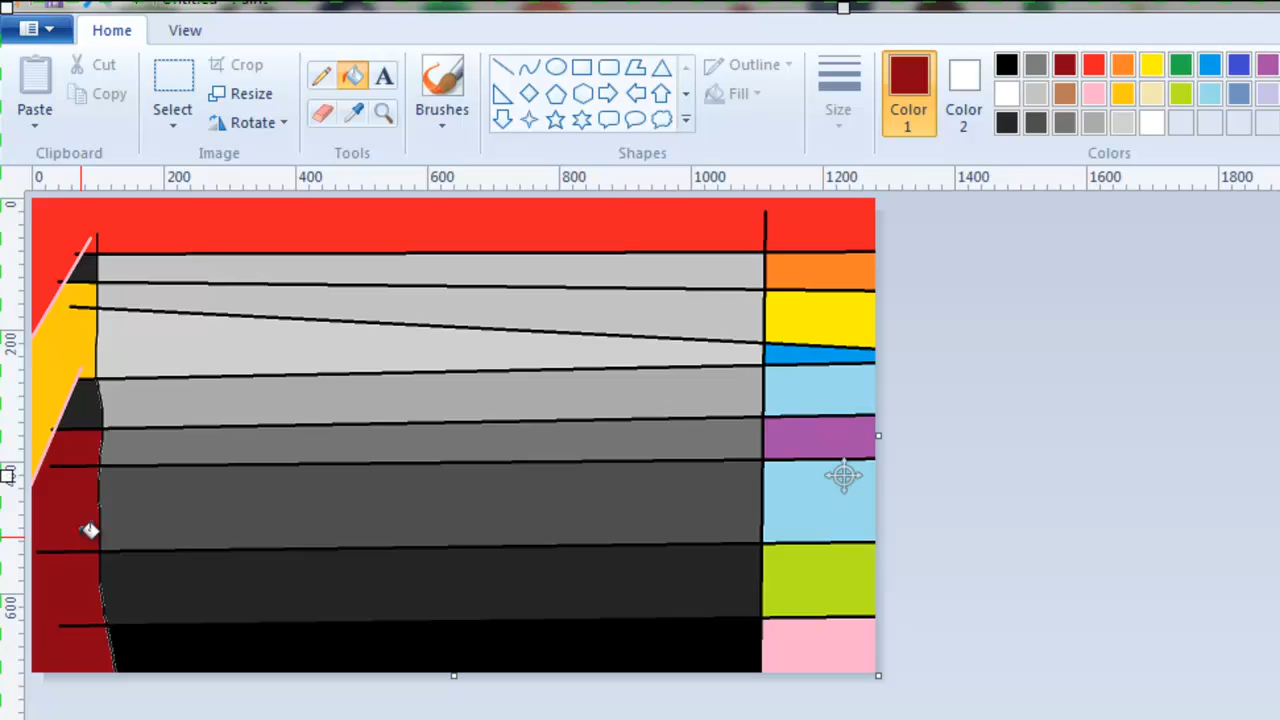 Home View
Cut
Copy
Paste
Clipboard
Select
Crop
Resize
Rotate
Image
A
Tools
Brushes
Outline
Fill
Shapes
Size
Color 1
Color 2
Colors
0 200 400 600 800 1000 1200 1400 1600 1800
0
200
600